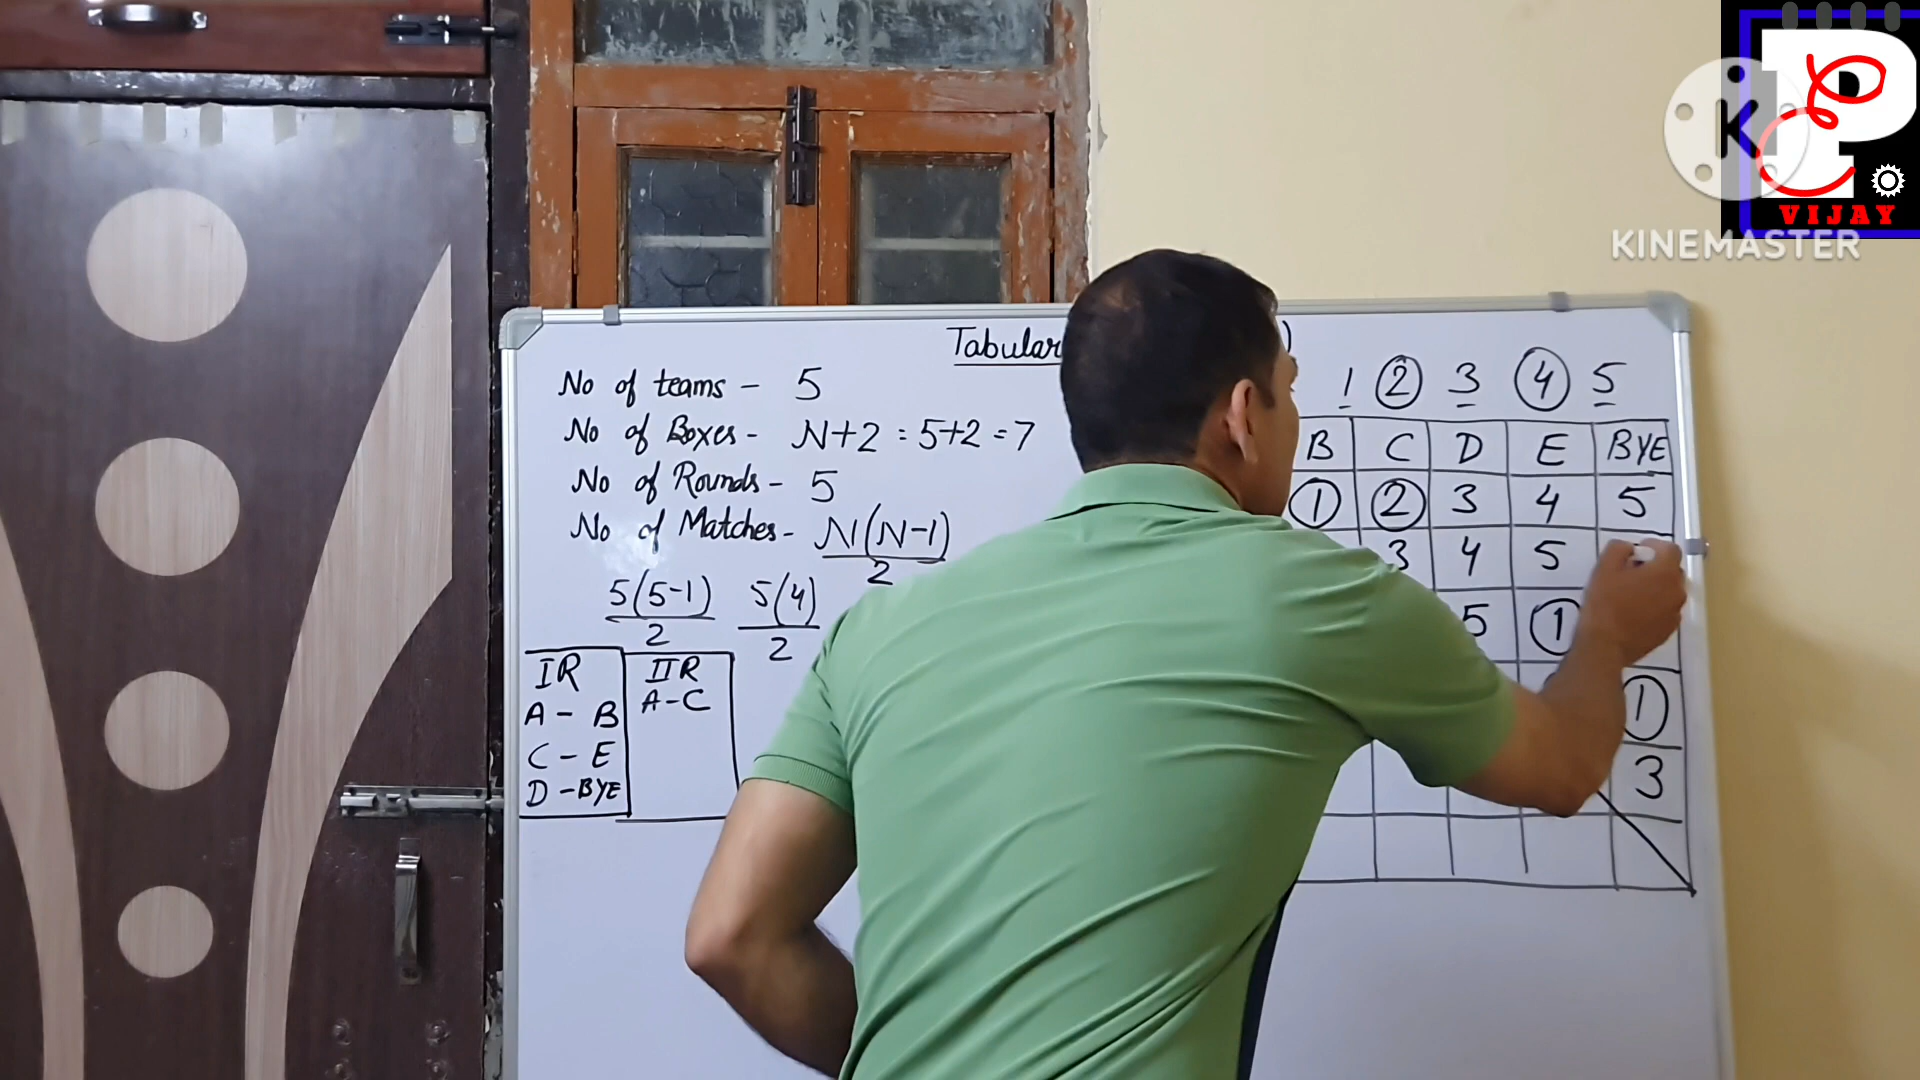 VIJAY
KINEMASTER
Tabular
No of teams - 5
No of Boxes - N+2 = 5+2 = 7
No of Rounds - 5
No of Matches - N(N-1)
2
5(5-1) 5(4)
2 2
IR
A - B
C - E
D - BYE
IIR
A - C
1 2 3 4 5
B C D E BYE
1 2 3 4 5
3 4 5
5 1
1
3